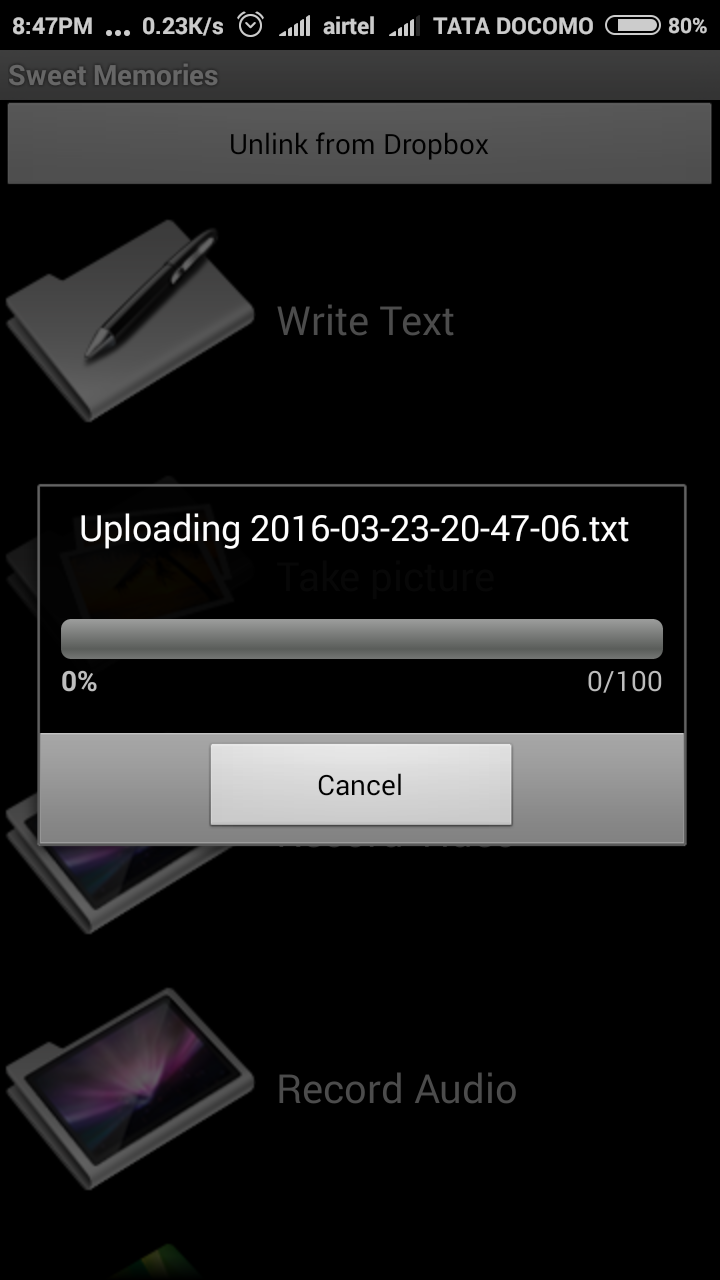 8:47PM ... 0.23K/s airtel TATA DOCOMO 80%
Sweet Memories
Unlink from Dropbox
Write Text
Uploading 2016-03-23-20-47-06.txt
Take picture
0% 0/100
Cancel
Record Audio